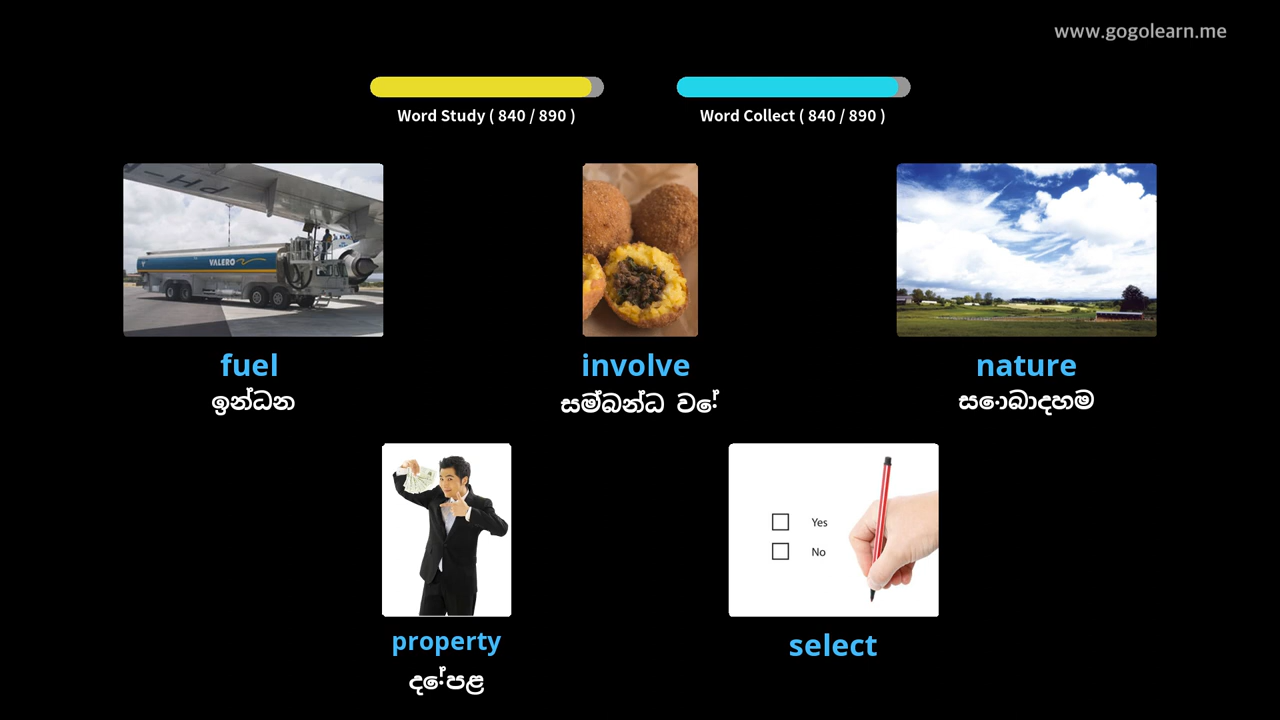 www.gogolearn.me
Word Study ( 840 / 890 )
Word Collect ( 840 / 890 )
VALERO
fuel
ඉන්ධන
involve
සම්බන්ධ වේ
nature
සොබාදහම
property
දේපළ
Yes
No
select